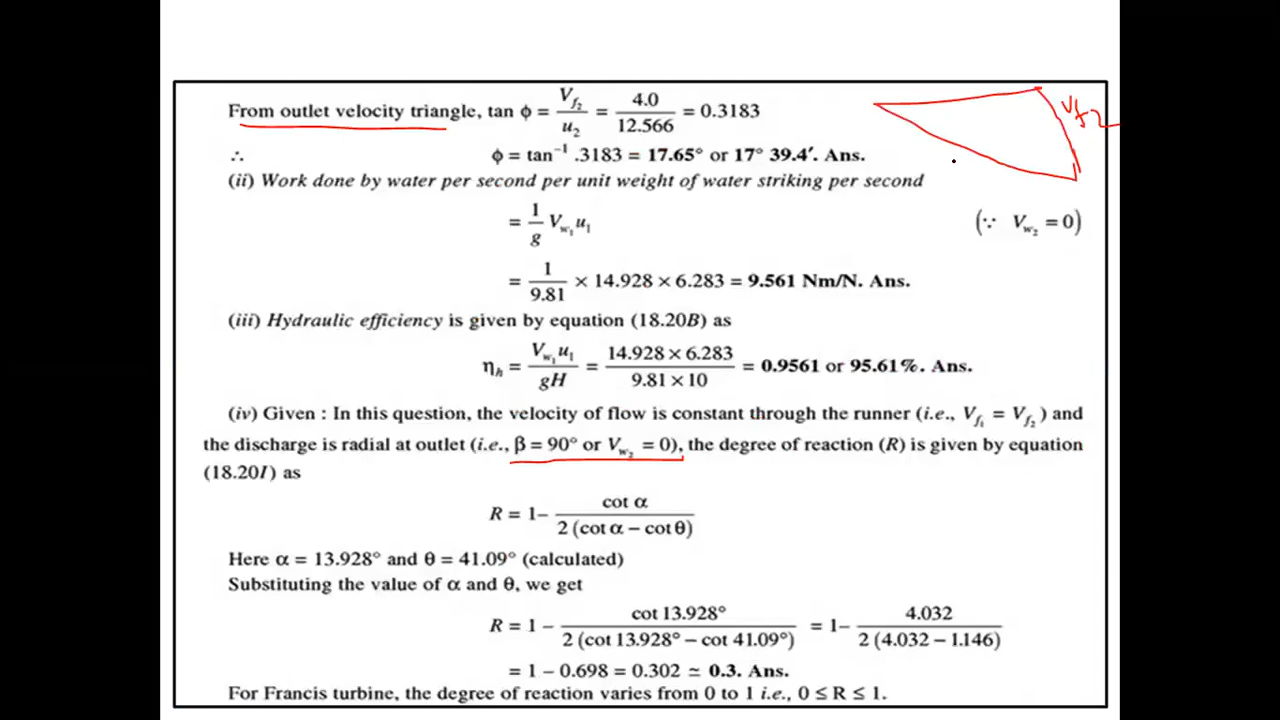 From outlet velocity triangle, tan ϕ = V_f₂ / u₂ = 4.0 / 12.566 = 0.3183
∴ ϕ = tan⁻¹ .3183 = 17.65° or 17° 39.4′. Ans.
Vf2
(ii) Work done by water per second per unit weight of water striking per second
= 1/g V_w₁ u₁ (∵ V_w₂ = 0)
= 1/9.81 × 14.928 × 6.283 = 9.561 Nm/N. Ans.
(iii) Hydraulic efficiency is given by equation (18.20B) as
η_h = V_w₁ u₁ / gH = 14.928 × 6.283 / 9.81 × 10 = 0.9561 or 95.61%. Ans.
(iv) Given : In this question, the velocity of flow is constant through the runner (i.e., V_f₁ = V_f₂) and
the discharge is radial at outlet (i.e., β = 90° or V_w₂ = 0), the degree of reaction (R) is given by equation
(18.20I) as
R = 1– cot α / 2 (cot α – cot θ)
Here α = 13.928° and θ = 41.09° (calculated)
Substituting the value of α and θ, we get
R = 1 – cot 13.928° / 2 (cot 13.928° – cot 41.09°) = 1– 4.032 / 2 (4.032 – 1.146)
= 1 – 0.698 = 0.302 ≃ 0.3. Ans.
For Francis turbine, the degree of reaction varies from 0 to 1 i.e., 0 ≤ R ≤ 1.